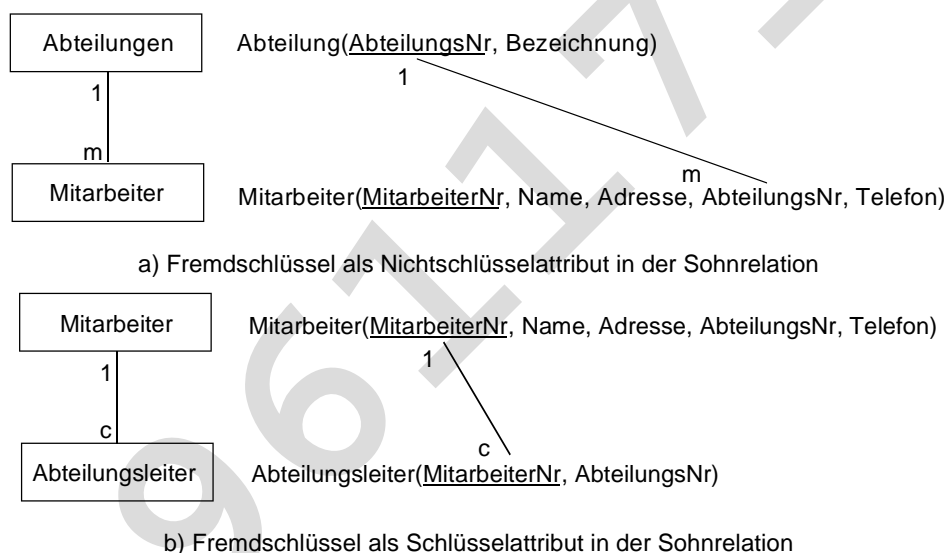 Abteilungen Abteilung(AbteilungsNr, Bezeichnung)
1 1
m m
Mitarbeiter Mitarbeiter(MitarbeiterNr, Name, Adresse, AbteilungsNr, Telefon)
a) Fremdschlüssel als Nichtschlüsselattribut in der Sohnrelation
Mitarbeiter Mitarbeiter(MitarbeiterNr, Name, Adresse, AbteilungsNr, Telefon)
1 1
c c
Abteilungsleiter Abteilungsleiter(MitarbeiterNr, AbteilungsNr)
b) Fremdschlüssel als Schlüsselattribut in der Sohnrelation
96117